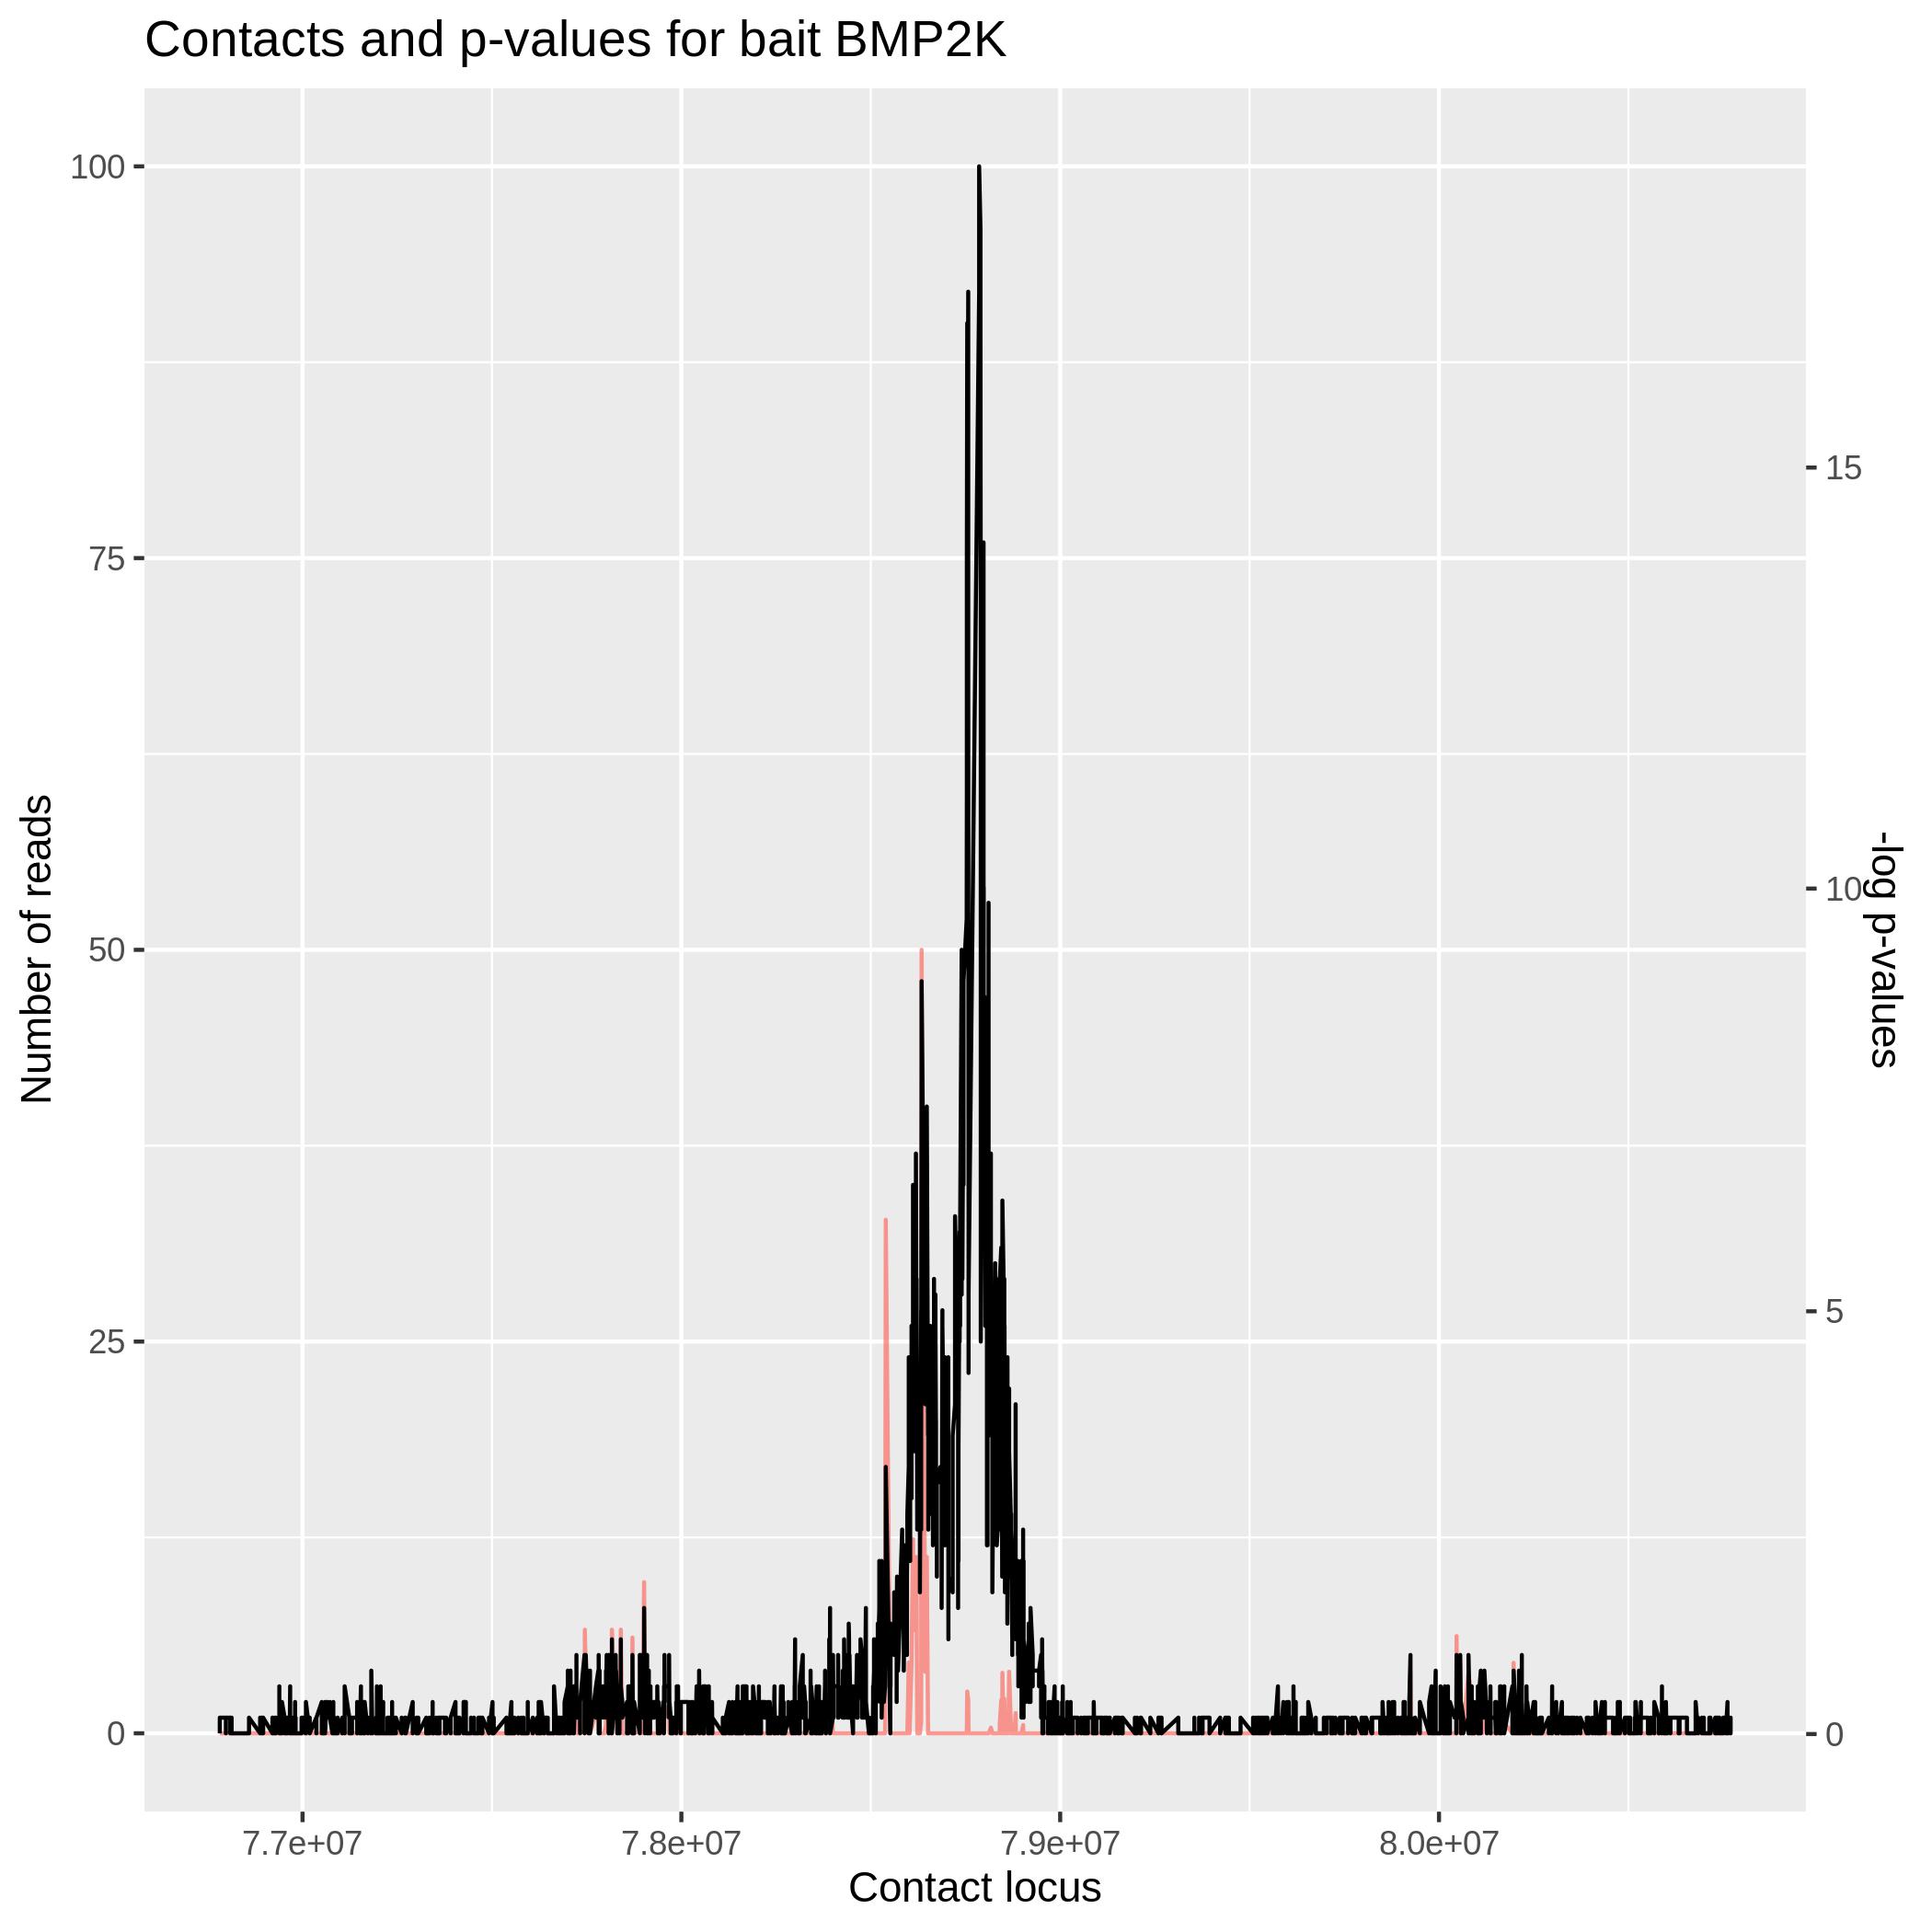 Contacts and p-values for bait BMP2K
100
75
50
25
0
Number of reads
15
10
5
0
-log p-values
7.7e+07
7.8e+07
7.9e+07
8.0e+07
Contact locus